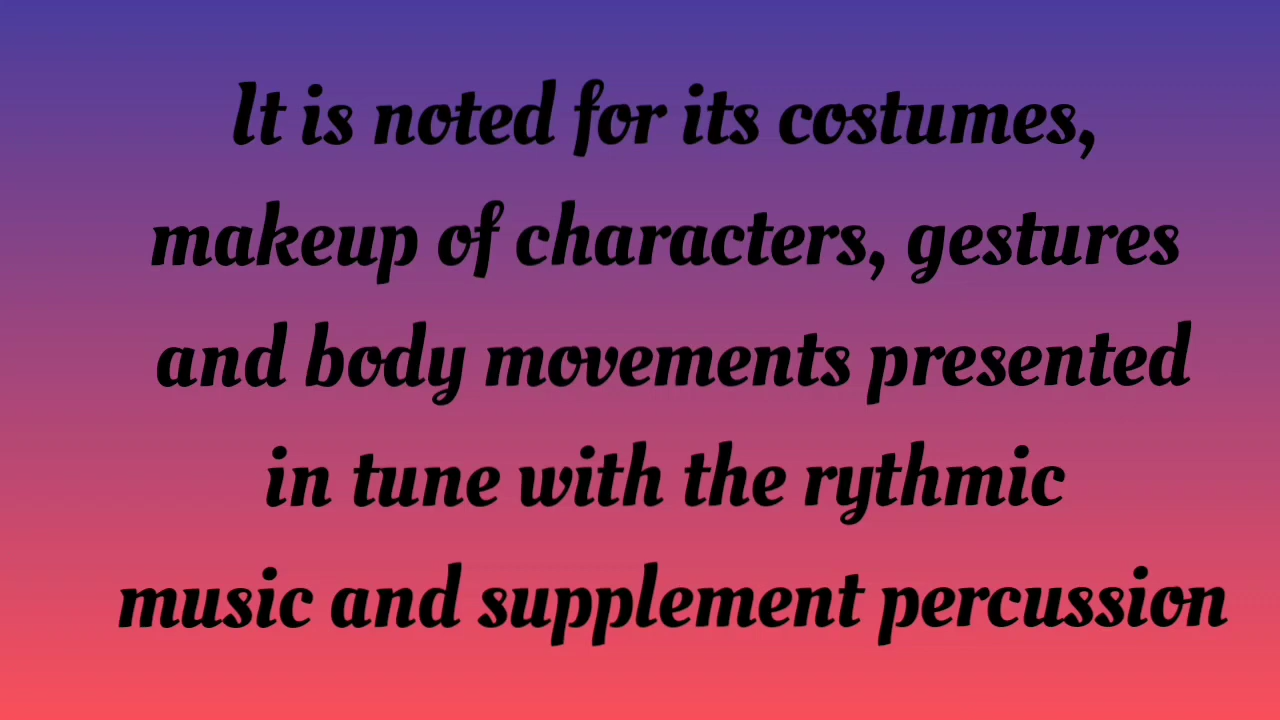 It is noted for its costumes,
makeup of characters, gestures
and body movements presented
in tune with the rythmic
music and supplement percussion